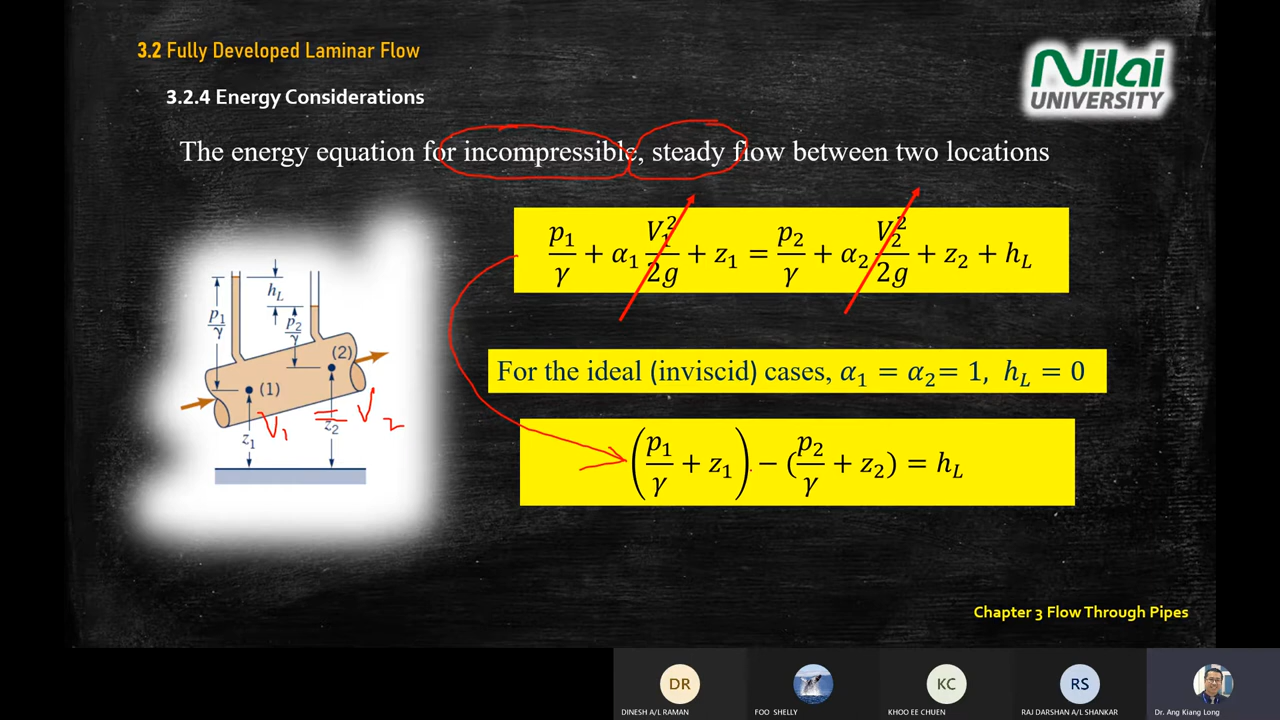 3.2 Fully Developed Laminar Flow
Nilai
UNIVERSITY
3.2.4 Energy Considerations
The energy equation for incompressible, steady flow between two locations
p₁/γ + α₁ V₁²/2g + z₁ = p₂/γ + α₂ V₂²/2g + z₂ + h_L
h_L
p₁/γ
p₂/γ
(2)
(1)
V₁ = V₂
z₁
z₂
For the ideal (inviscid) cases, α₁ = α₂= 1, h_L = 0
(p₁/γ + z₁) − (p₂/γ + z₂) = h_L
Chapter 3 Flow Through Pipes
DR
KC
RS
DINESH A/L RAMAN
FOO SHELLY
KHOO EE CHUEN
RAJ DARSHAN A/L SHANKAR
Dr. Ang Kiang Long